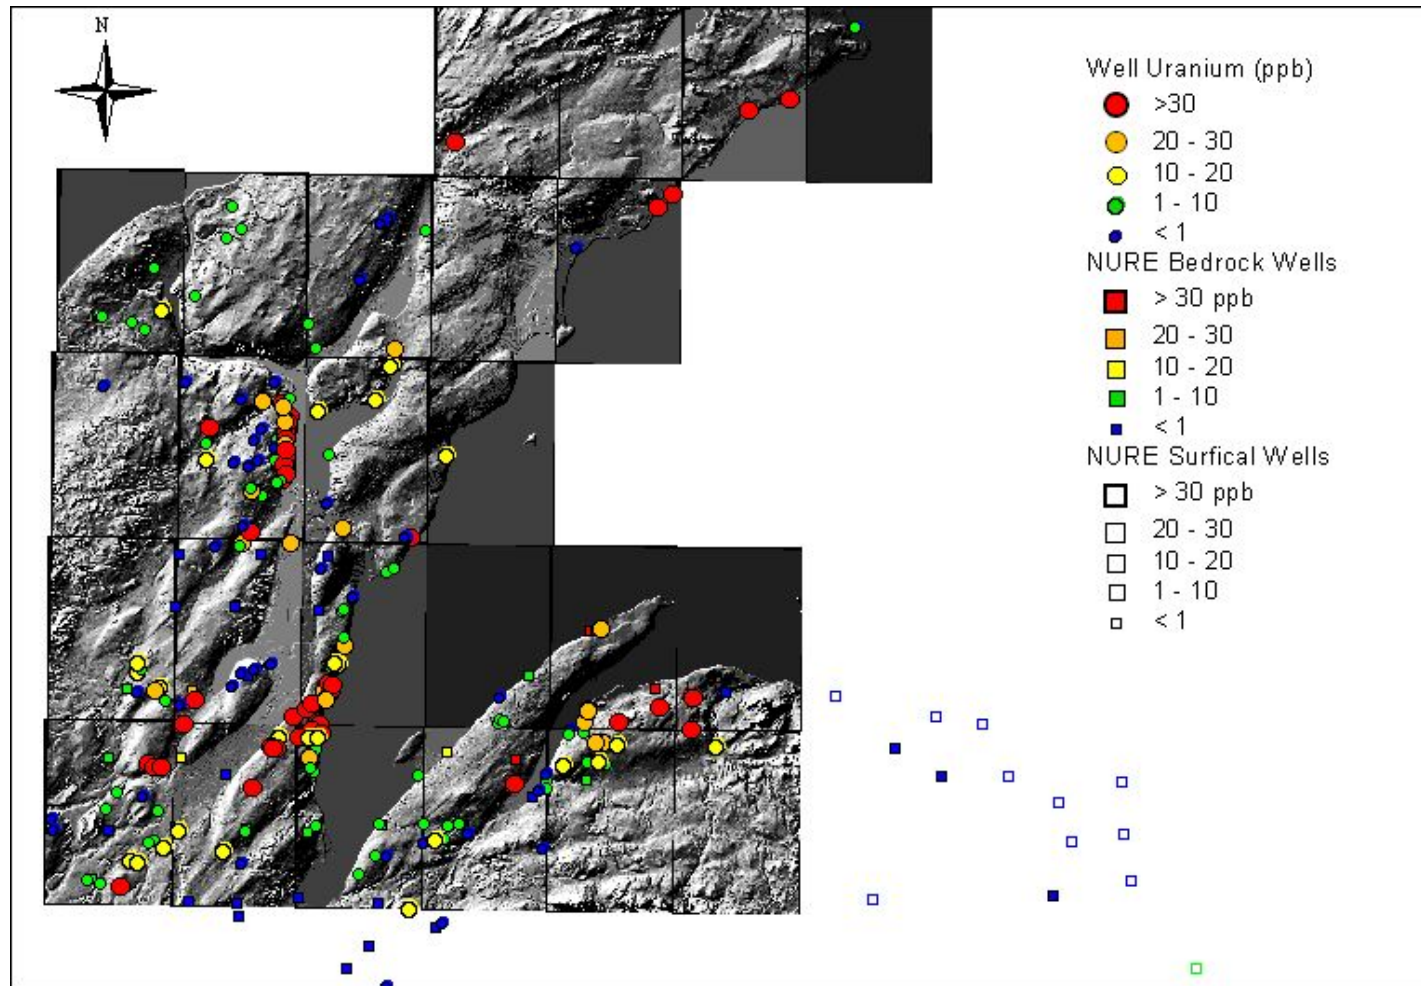 N
Well Uranium (ppb)
>30
20 - 30
10 - 20
1 - 10
< 1
NURE Bedrock Wells
> 30 ppb
20 - 30
10 - 20
1 - 10
< 1
NURE Surfical Wells
> 30 ppb
20 - 30
10 - 20
1 - 10
< 1